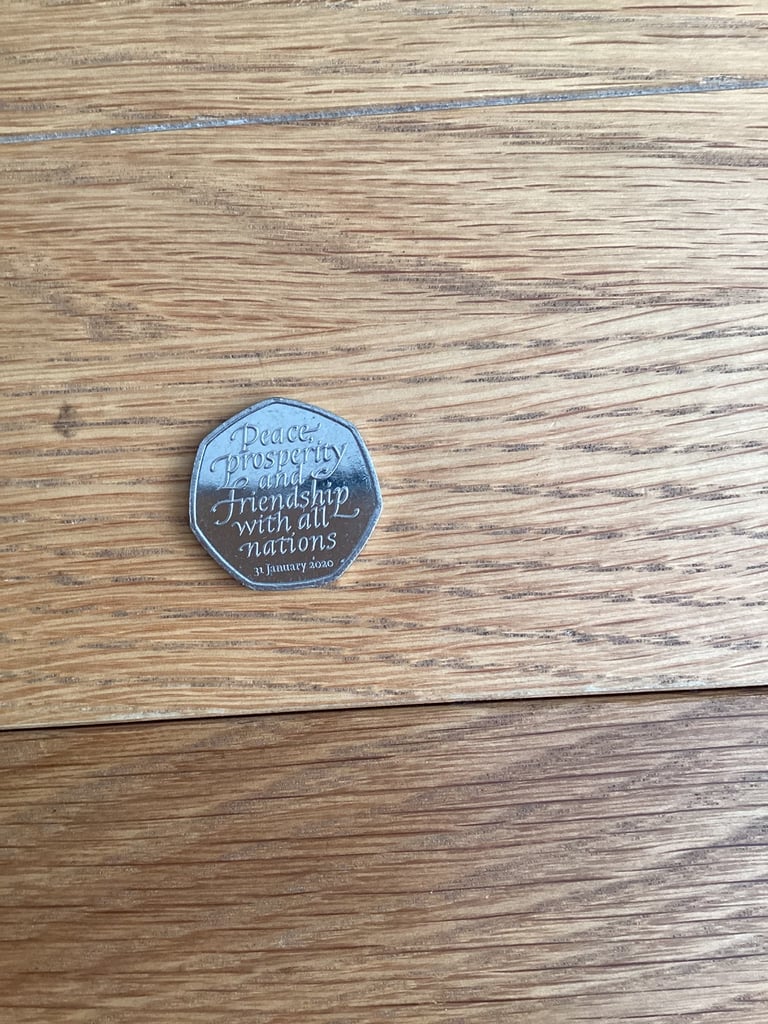 Peace,
prosperity
and
friendship
with all
nations
31 January 2020